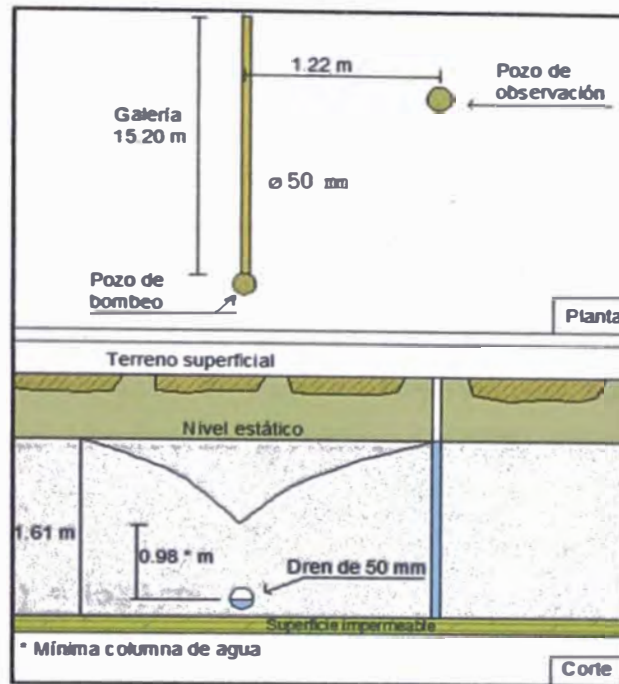 1.22 m
Pozo de
observación
Galería
15.20 m
ø 50 mm
Pozo de
bombeo
Planta
Terreno superficial
Nivel estático
1.61 m
0.98 * m
Dren de 50 mm
Superficie impermeable
* Mínima columna de agua
Corte